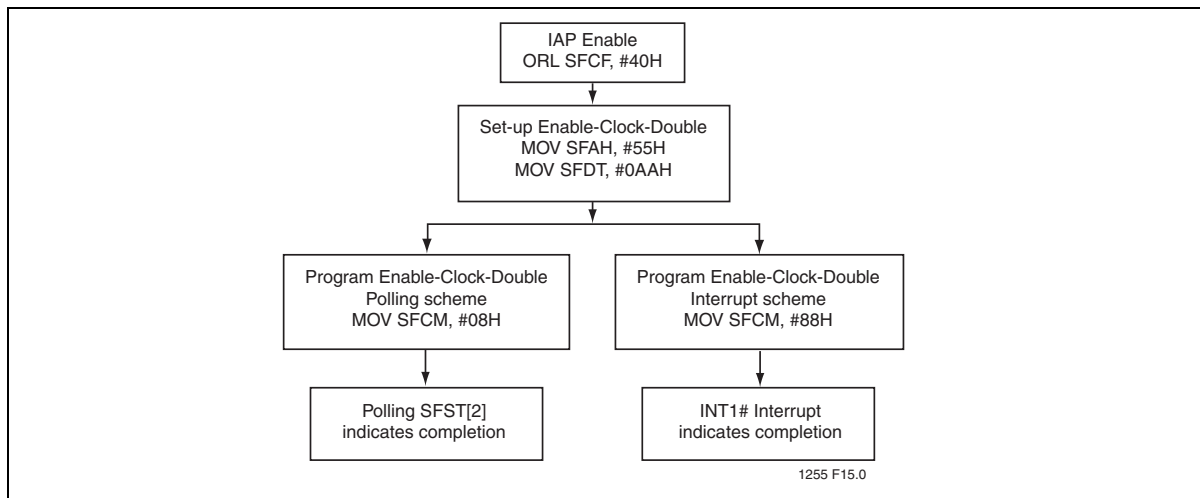 IAP Enable
ORL SFCF, #40H
Set-up Enable-Clock-Double
MOV SFAH, #55H
MOV SFDT, #0AAH
Program Enable-Clock-Double
Polling scheme
MOV SFCM, #08H
Program Enable-Clock-Double
Interrupt scheme
MOV SFCM, #88H
Polling SFST[2]
indicates completion
INT1# Interrupt
indicates completion
1255 F15.0